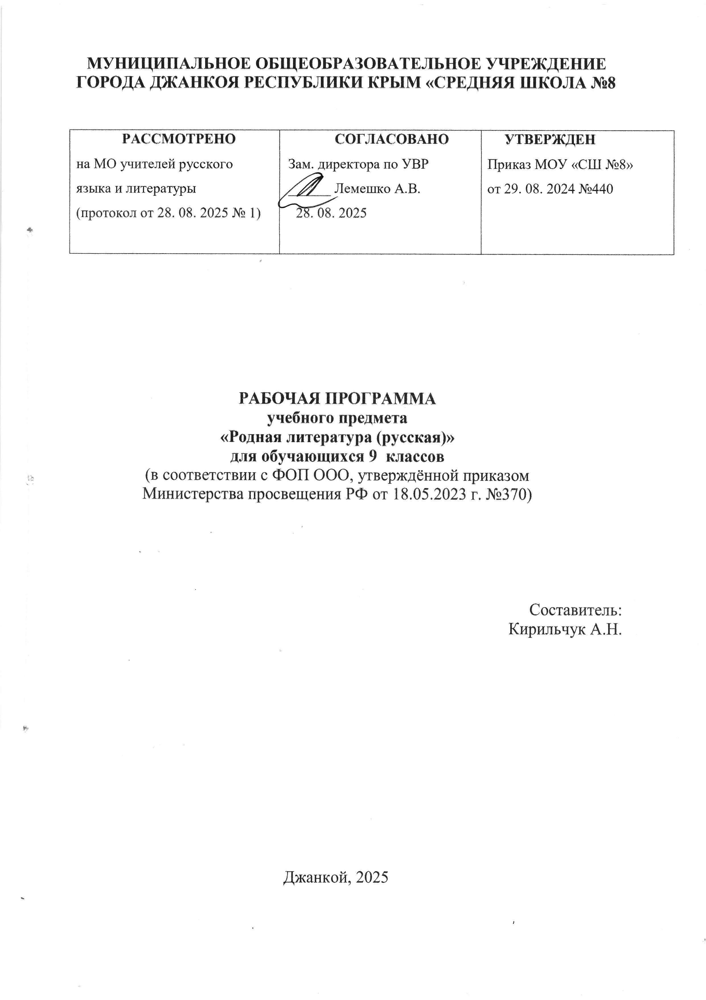 МУНИЦИПАЛЬНОЕ ОБЩЕОБРАЗОВАТЕЛЬНОЕ УЧРЕЖДЕНИЕ
ГОРОДА ДЖАНКОЯ РЕСПУБЛИКИ КРЫМ «СРЕДНЯЯ ШКОЛА №8
РАССМОТРЕНО
на МО учителей русского
языка и литературы
(протокол от 28. 08. 2025 № 1)
СОГЛАСОВАНО
Зам. директора по УВР
______ Лемешко А.В.
28. 08. 2025
УТВЕРЖДЕН
Приказ МОУ «СШ №8»
от 29. 08. 2024 №440
РАБОЧАЯ ПРОГРАММА
учебного предмета
«Родная литература (русская)»
для обучающихся 9 классов
(в соответствии с ФОП ООО, утверждённой приказом
Министерства просвещения РФ от 18.05.2023 г. №370)
Составитель:
Кирильчук А.Н.
Джанкой, 2025